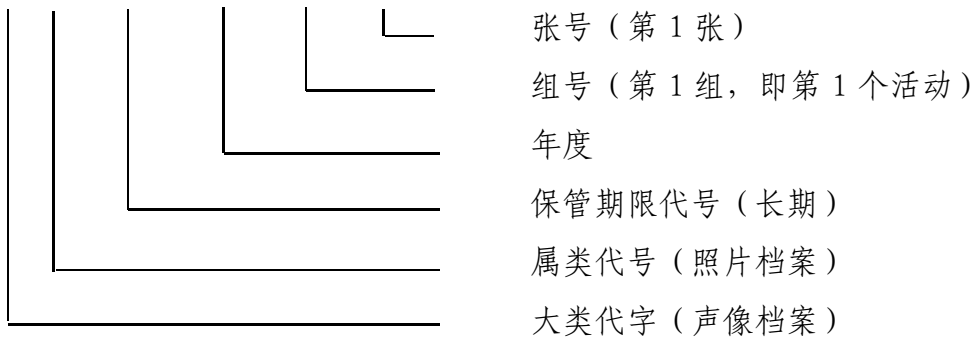 张号（第 1 张）
组号（第 1 组，即第 1 个活动）
年度
保管期限代号（长期）
属类代号（照片档案）
大类代字（声像档案）